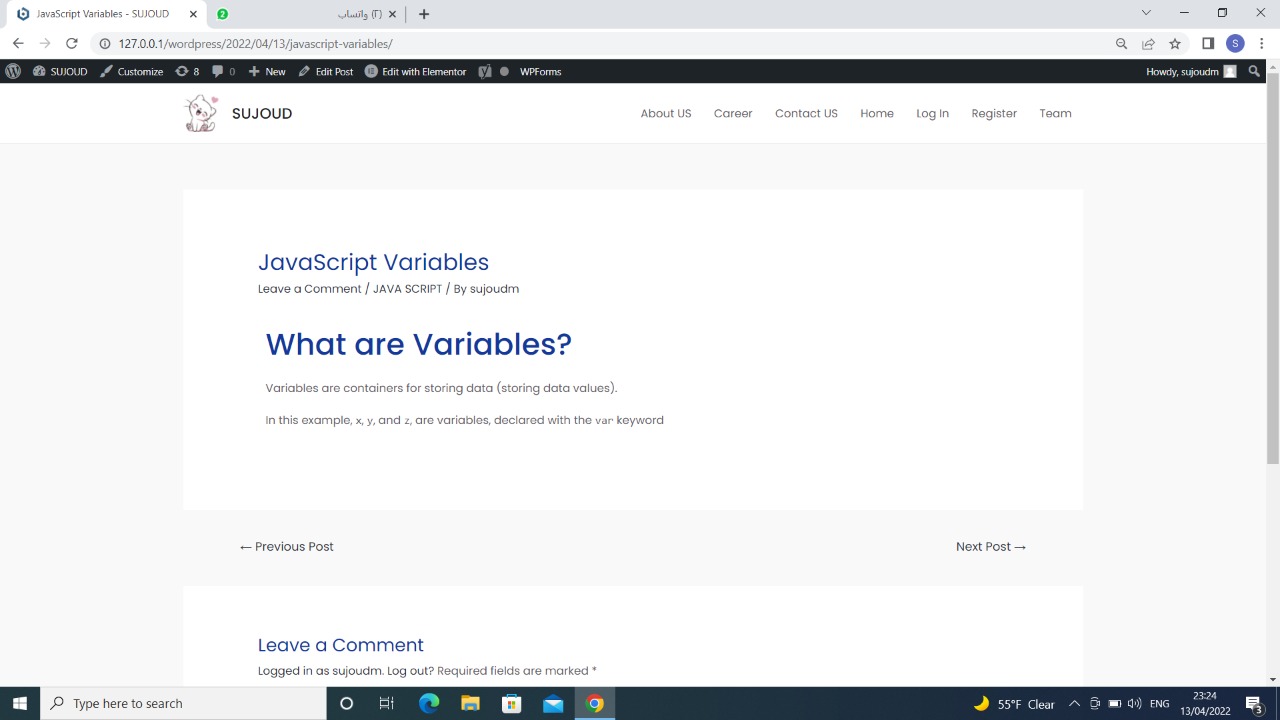 JavaScript Variables - SUJOUD
2
واتساب (٢)
127.0.0.1/wordpress/2022/04/13/javascript-variables/
S
SUJOUD Customize 8 0 New Edit Post Edit with Elementor WPForms Howdy, sujoudm
SUJOUD About US Career Contact US Home Log In Register Team
JavaScript Variables
Leave a Comment / JAVA SCRIPT / By sujoudm
What are Variables?
Variables are containers for storing data (storing data values).
In this example, x, y, and z, are variables, declared with the var keyword
← Previous Post Next Post →
Leave a Comment
Logged in as sujoudm. Log out? Required fields are marked *
Type here to search
55°F Clear
ENG
23:24
13/04/2022
3